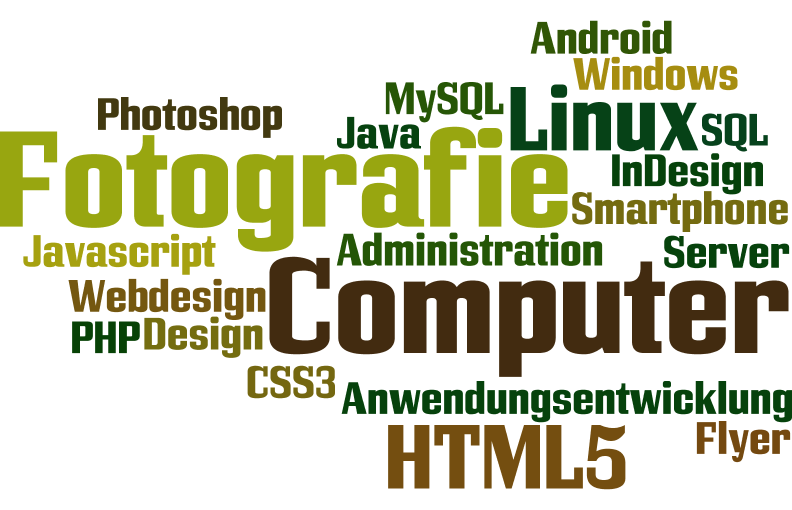 Android
Windows
MySQL
Photoshop
Linux
Java
SQL
Fotografie
InDesign
Smartphone
Javascript
Administration
Server
Webdesign
Computer
PHP
Design
CSS3
Anwendungsentwicklung
HTML5
Flyer